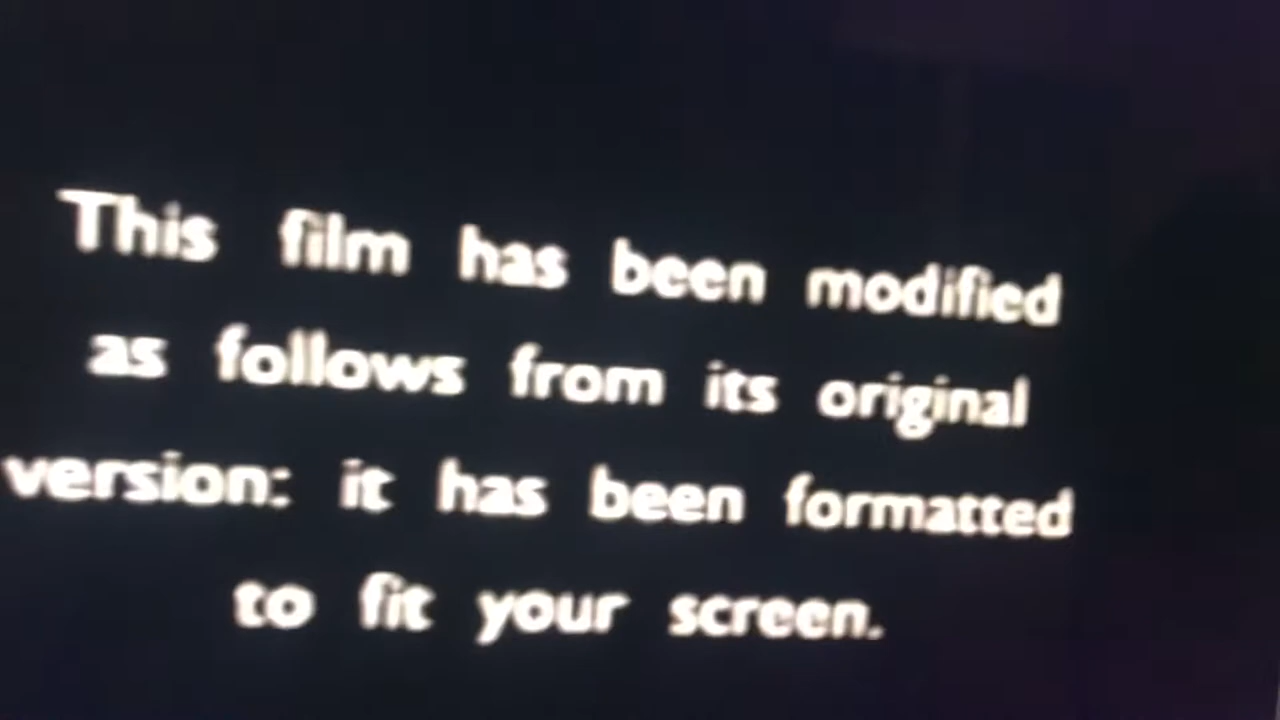 This film has been modified
as follows from its original
version: it has been formatted
to fit your screen.